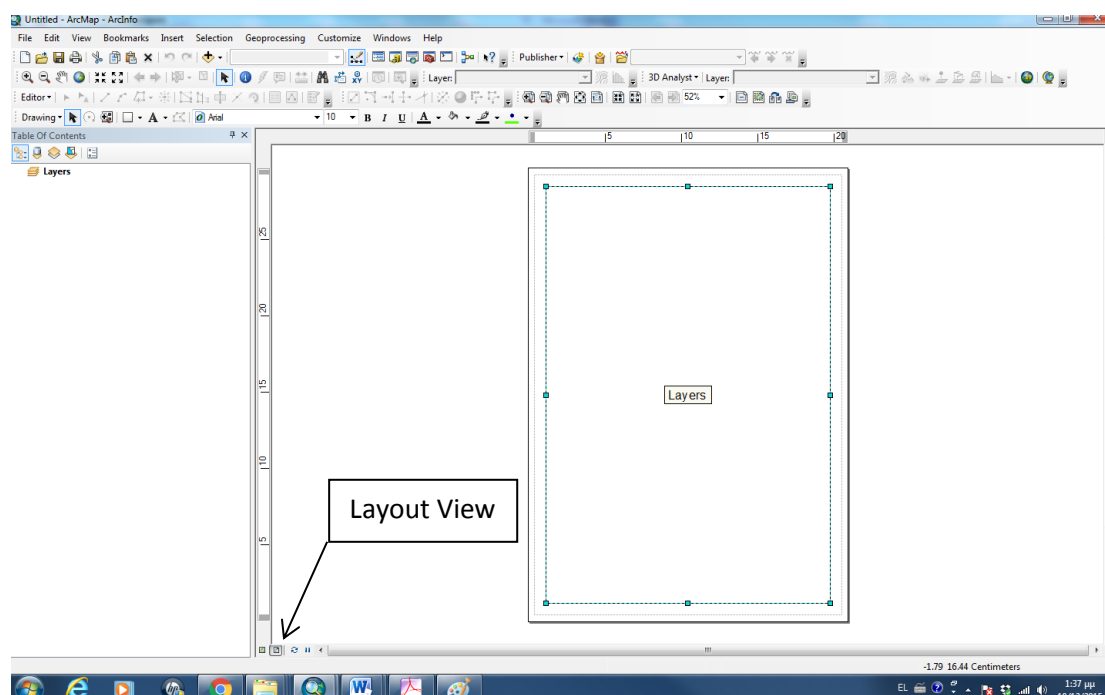 Untitled - ArcMap - ArcInfo
File Edit View Bookmarks Insert Selection Geoprocessing Customize Windows Help
Publisher
Layer:
3D Analyst
Layer:
Editor
52%
Drawing
Arial
10
B I U A
Table Of Contents
Layers
5 10 15 20
25
20
15
10
5
Layers
Layout View
-1.79 16.44 Centimeters
EL
1:37 μμ